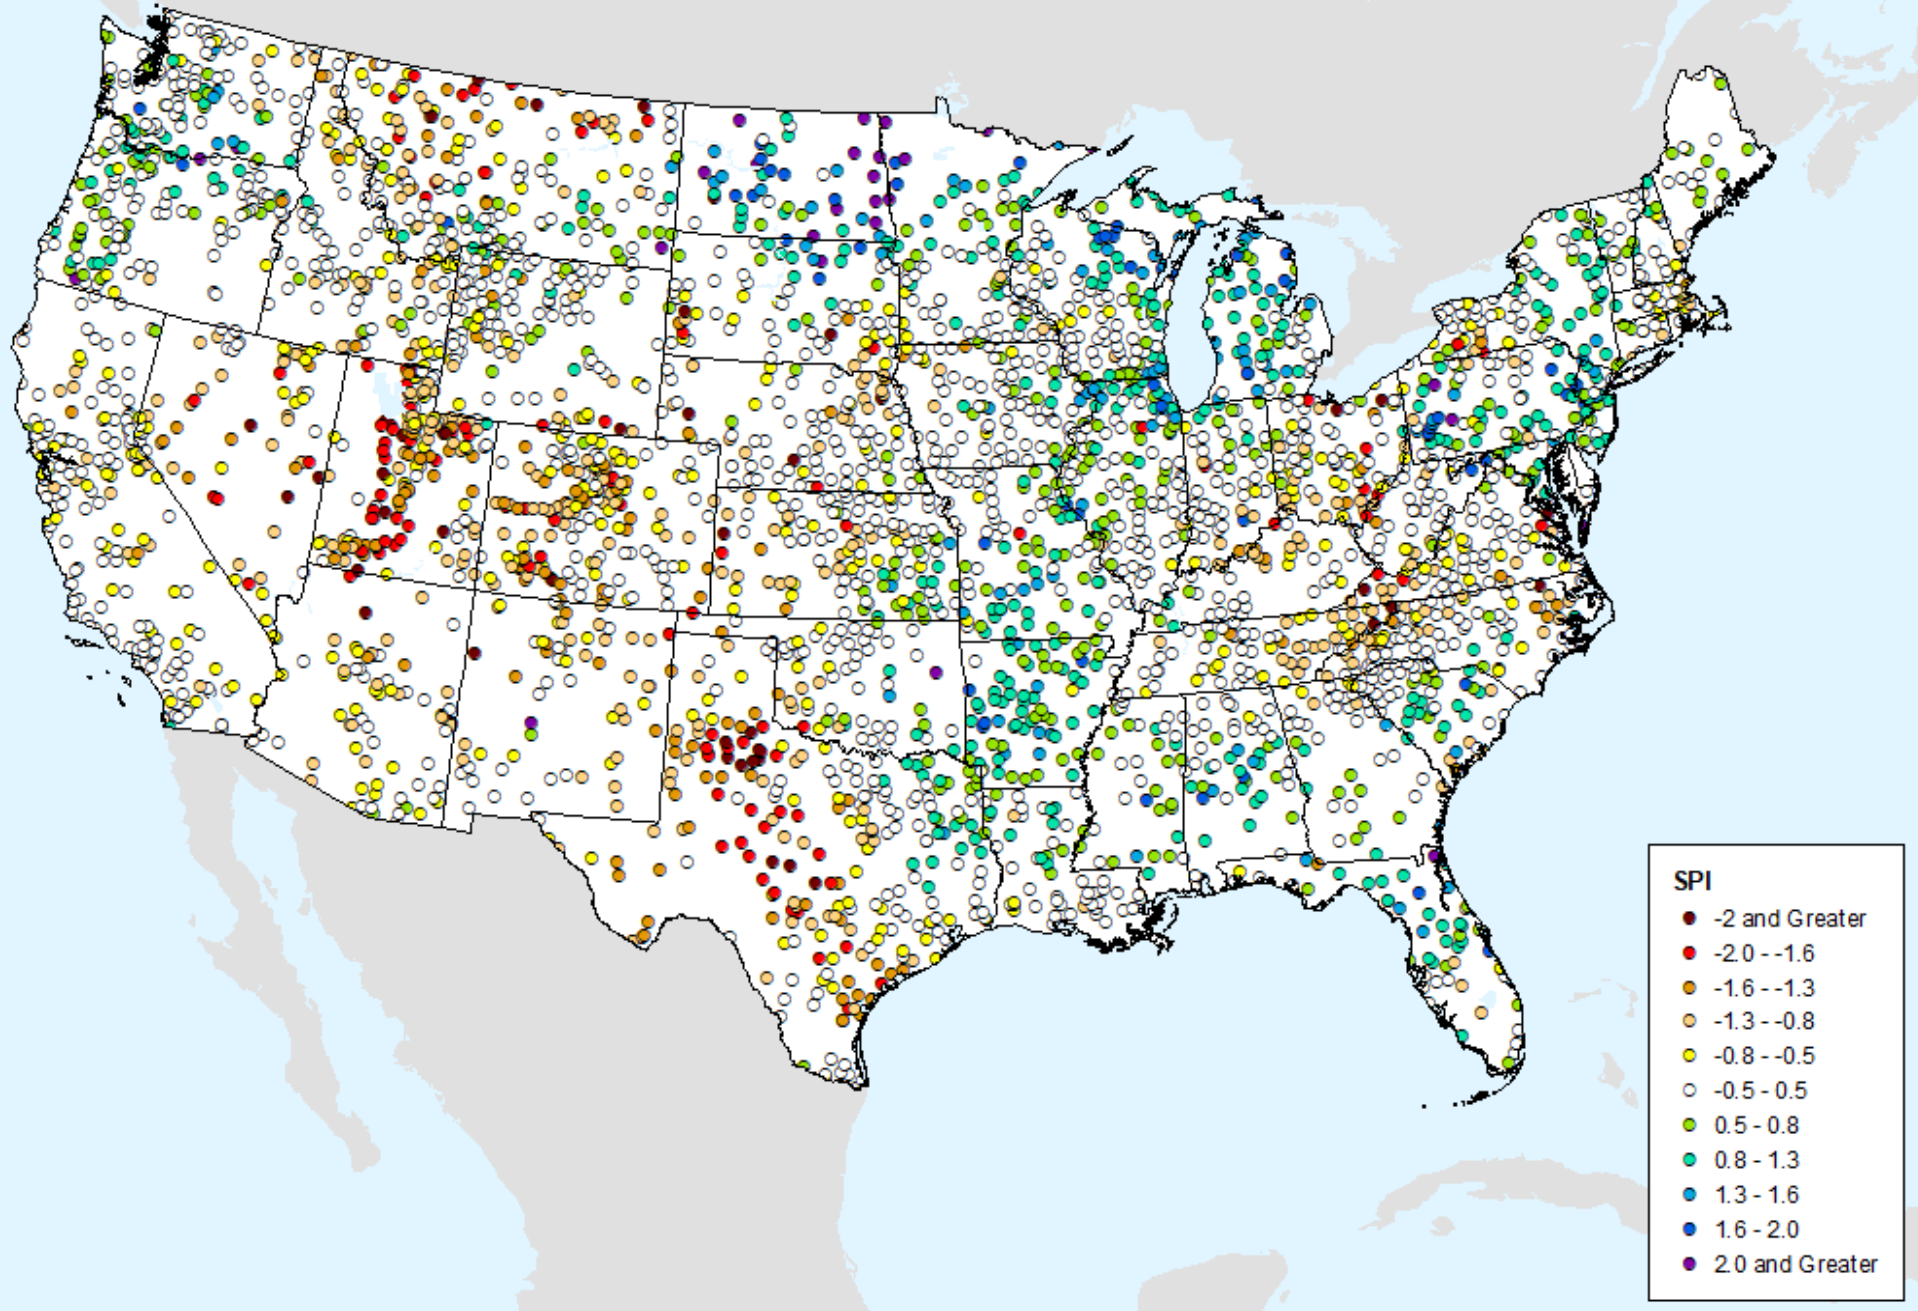 SPI
-2 and Greater
-2.0 - -1.6
-1.6 - -1.3
-1.3 - -0.8
-0.8 - -0.5
-0.5 - 0.5
0.5 - 0.8
0.8 - 1.3
1.3 - 1.6
1.6 - 2.0
2.0 and Greater